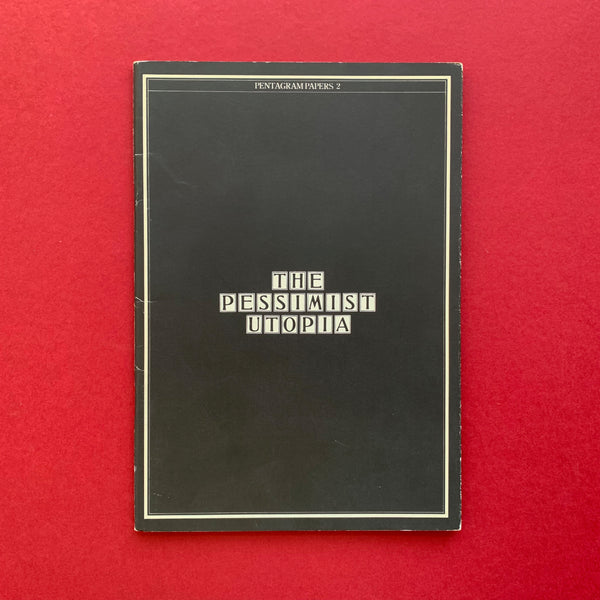 PENTAGRAM PAPERS 2
THE
PESSIMIST
UTOPIA